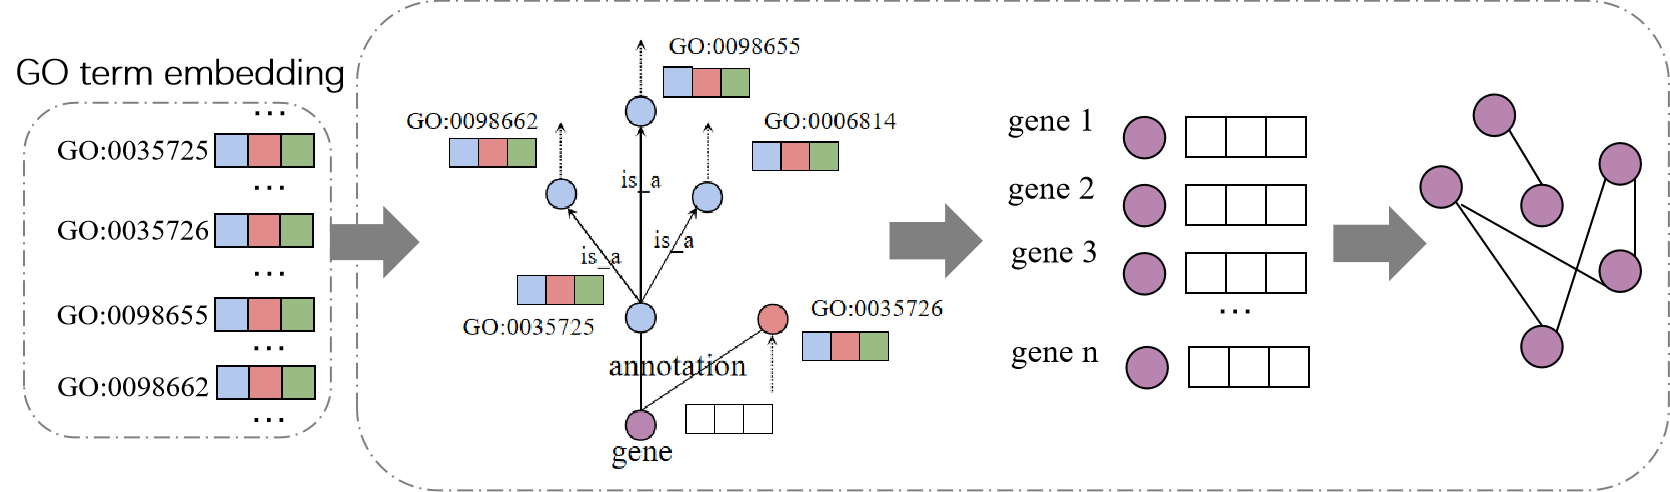 GO term embedding
...
GO:0035725
...
GO:0035726
...
GO:0098655
...
GO:0098662
...
GO:0098655
GO:0098662
GO:0006814
is_a
is_a
is_a
GO:0035725
GO:0035726
annotation
gene
gene 1
gene 2
gene 3
...
gene n